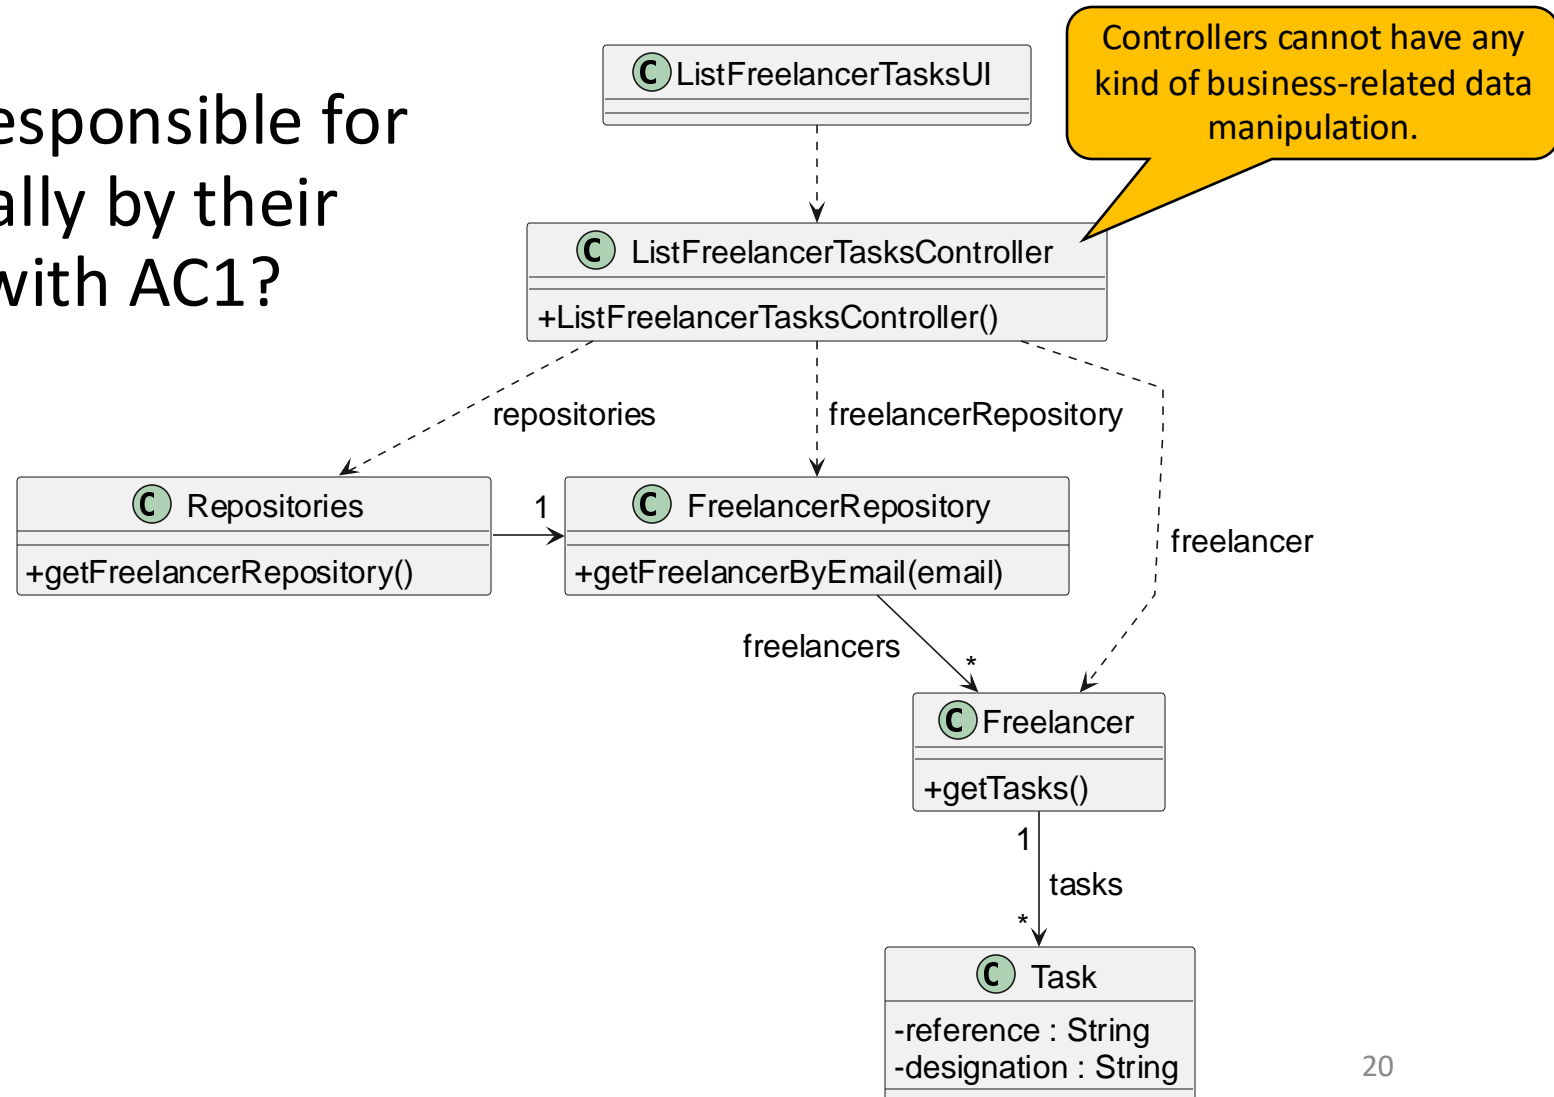 Controllers cannot have any
kind of business-related data
manipulation.
esponsible for
ally by their
with AC1?
C ListFreelancerTasksUI
C ListFreelancerTasksController
+ListFreelancerTasksController()
repositories
freelancerRepository
freelancer
C Repositories
+getFreelancerRepository()
1
C FreelancerRepository
+getFreelancerByEmail(email)
freelancers
*
C Freelancer
+getTasks()
1
tasks
*
C Task
-reference : String
-designation : String
20